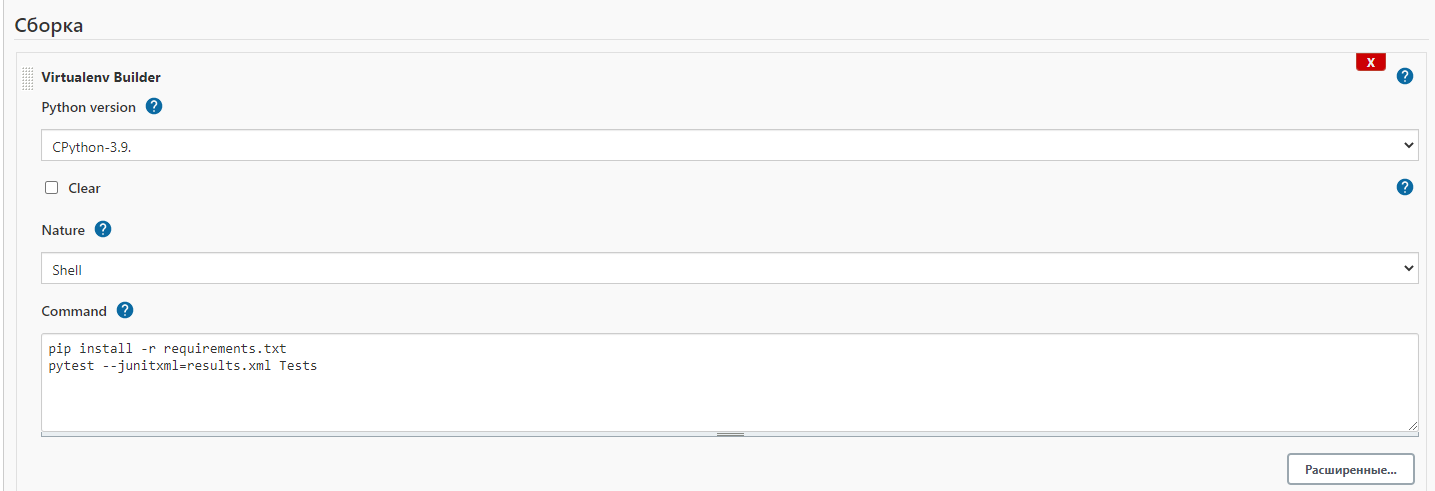 Сборка
X
Virtualenv Builder
?
Python version ?
CPython-3.9.
Clear
?
Nature ?
Shell
Command ?
pip install -r requirements.txt
pytest --junitxml=results.xml Tests
Расширенные...